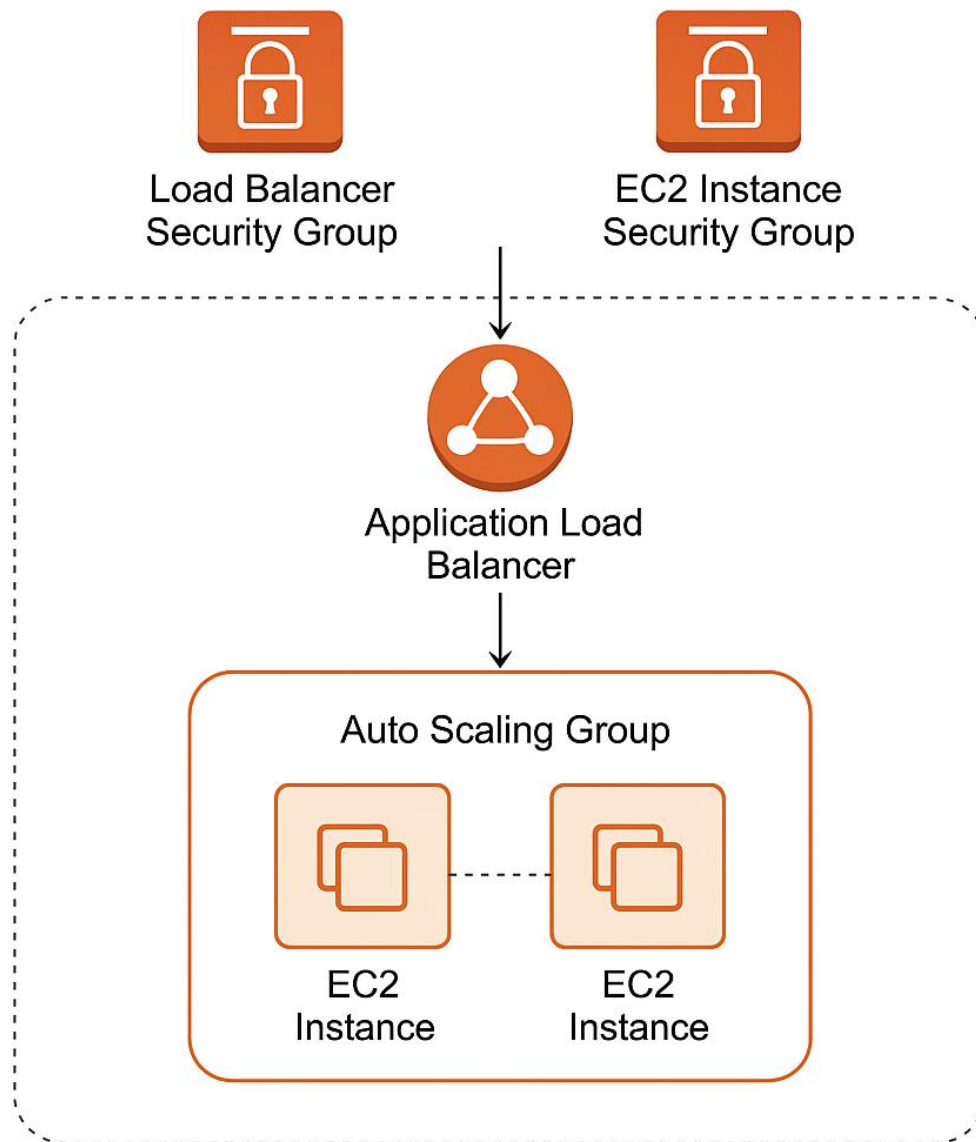 Load Balancer
Security Group
EC2 Instance
Security Group
Application Load
Balancer
Auto Scaling Group
EC2
Instance
EC2
Instance